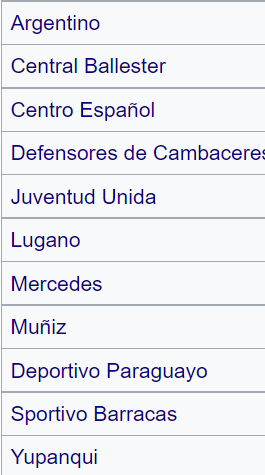 Argentino
Central Ballester
Centro Español
Defensores de Cambaceres
Juventud Unida
Lugano
Mercedes
Muñiz
Deportivo Paraguayo
Sportivo Barracas
Yupanqui